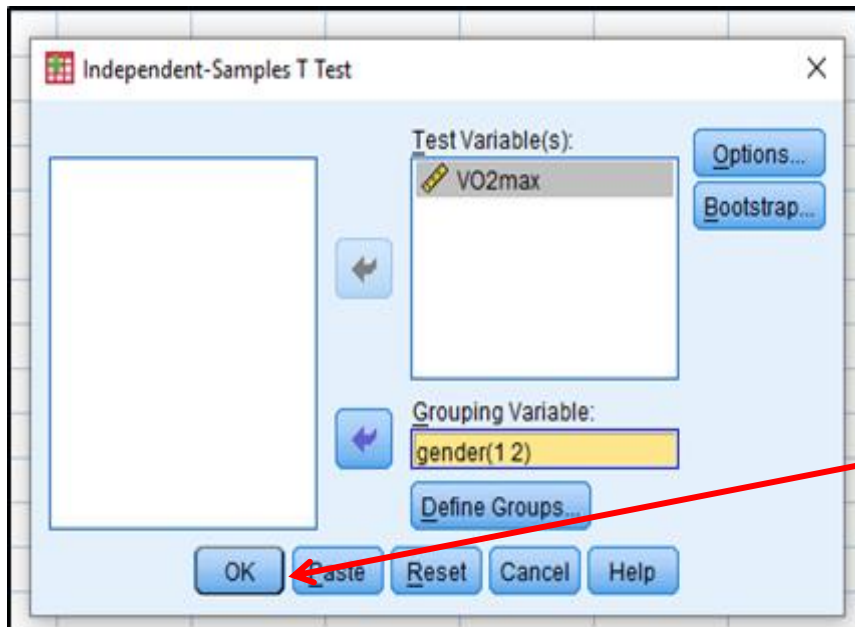 Independent-Samples T Test
Test Variable(s):
VO2max
Options...
Bootstrap...
Grouping Variable:
gender(1 2)
Define Groups...
OK Paste Reset Cancel Help